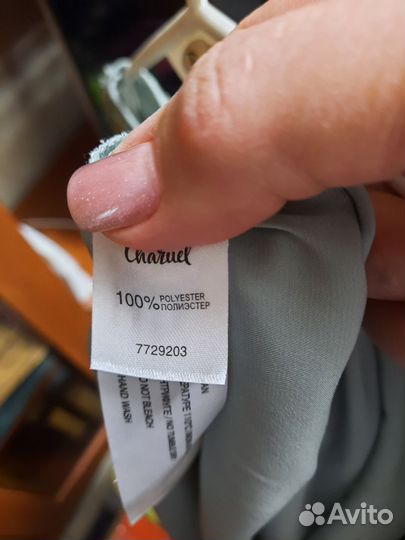 Charuel
100% POLYESTER
ПОЛИЭСТЕР
7729203
HAND WASH
NOT BLEACH
Avito